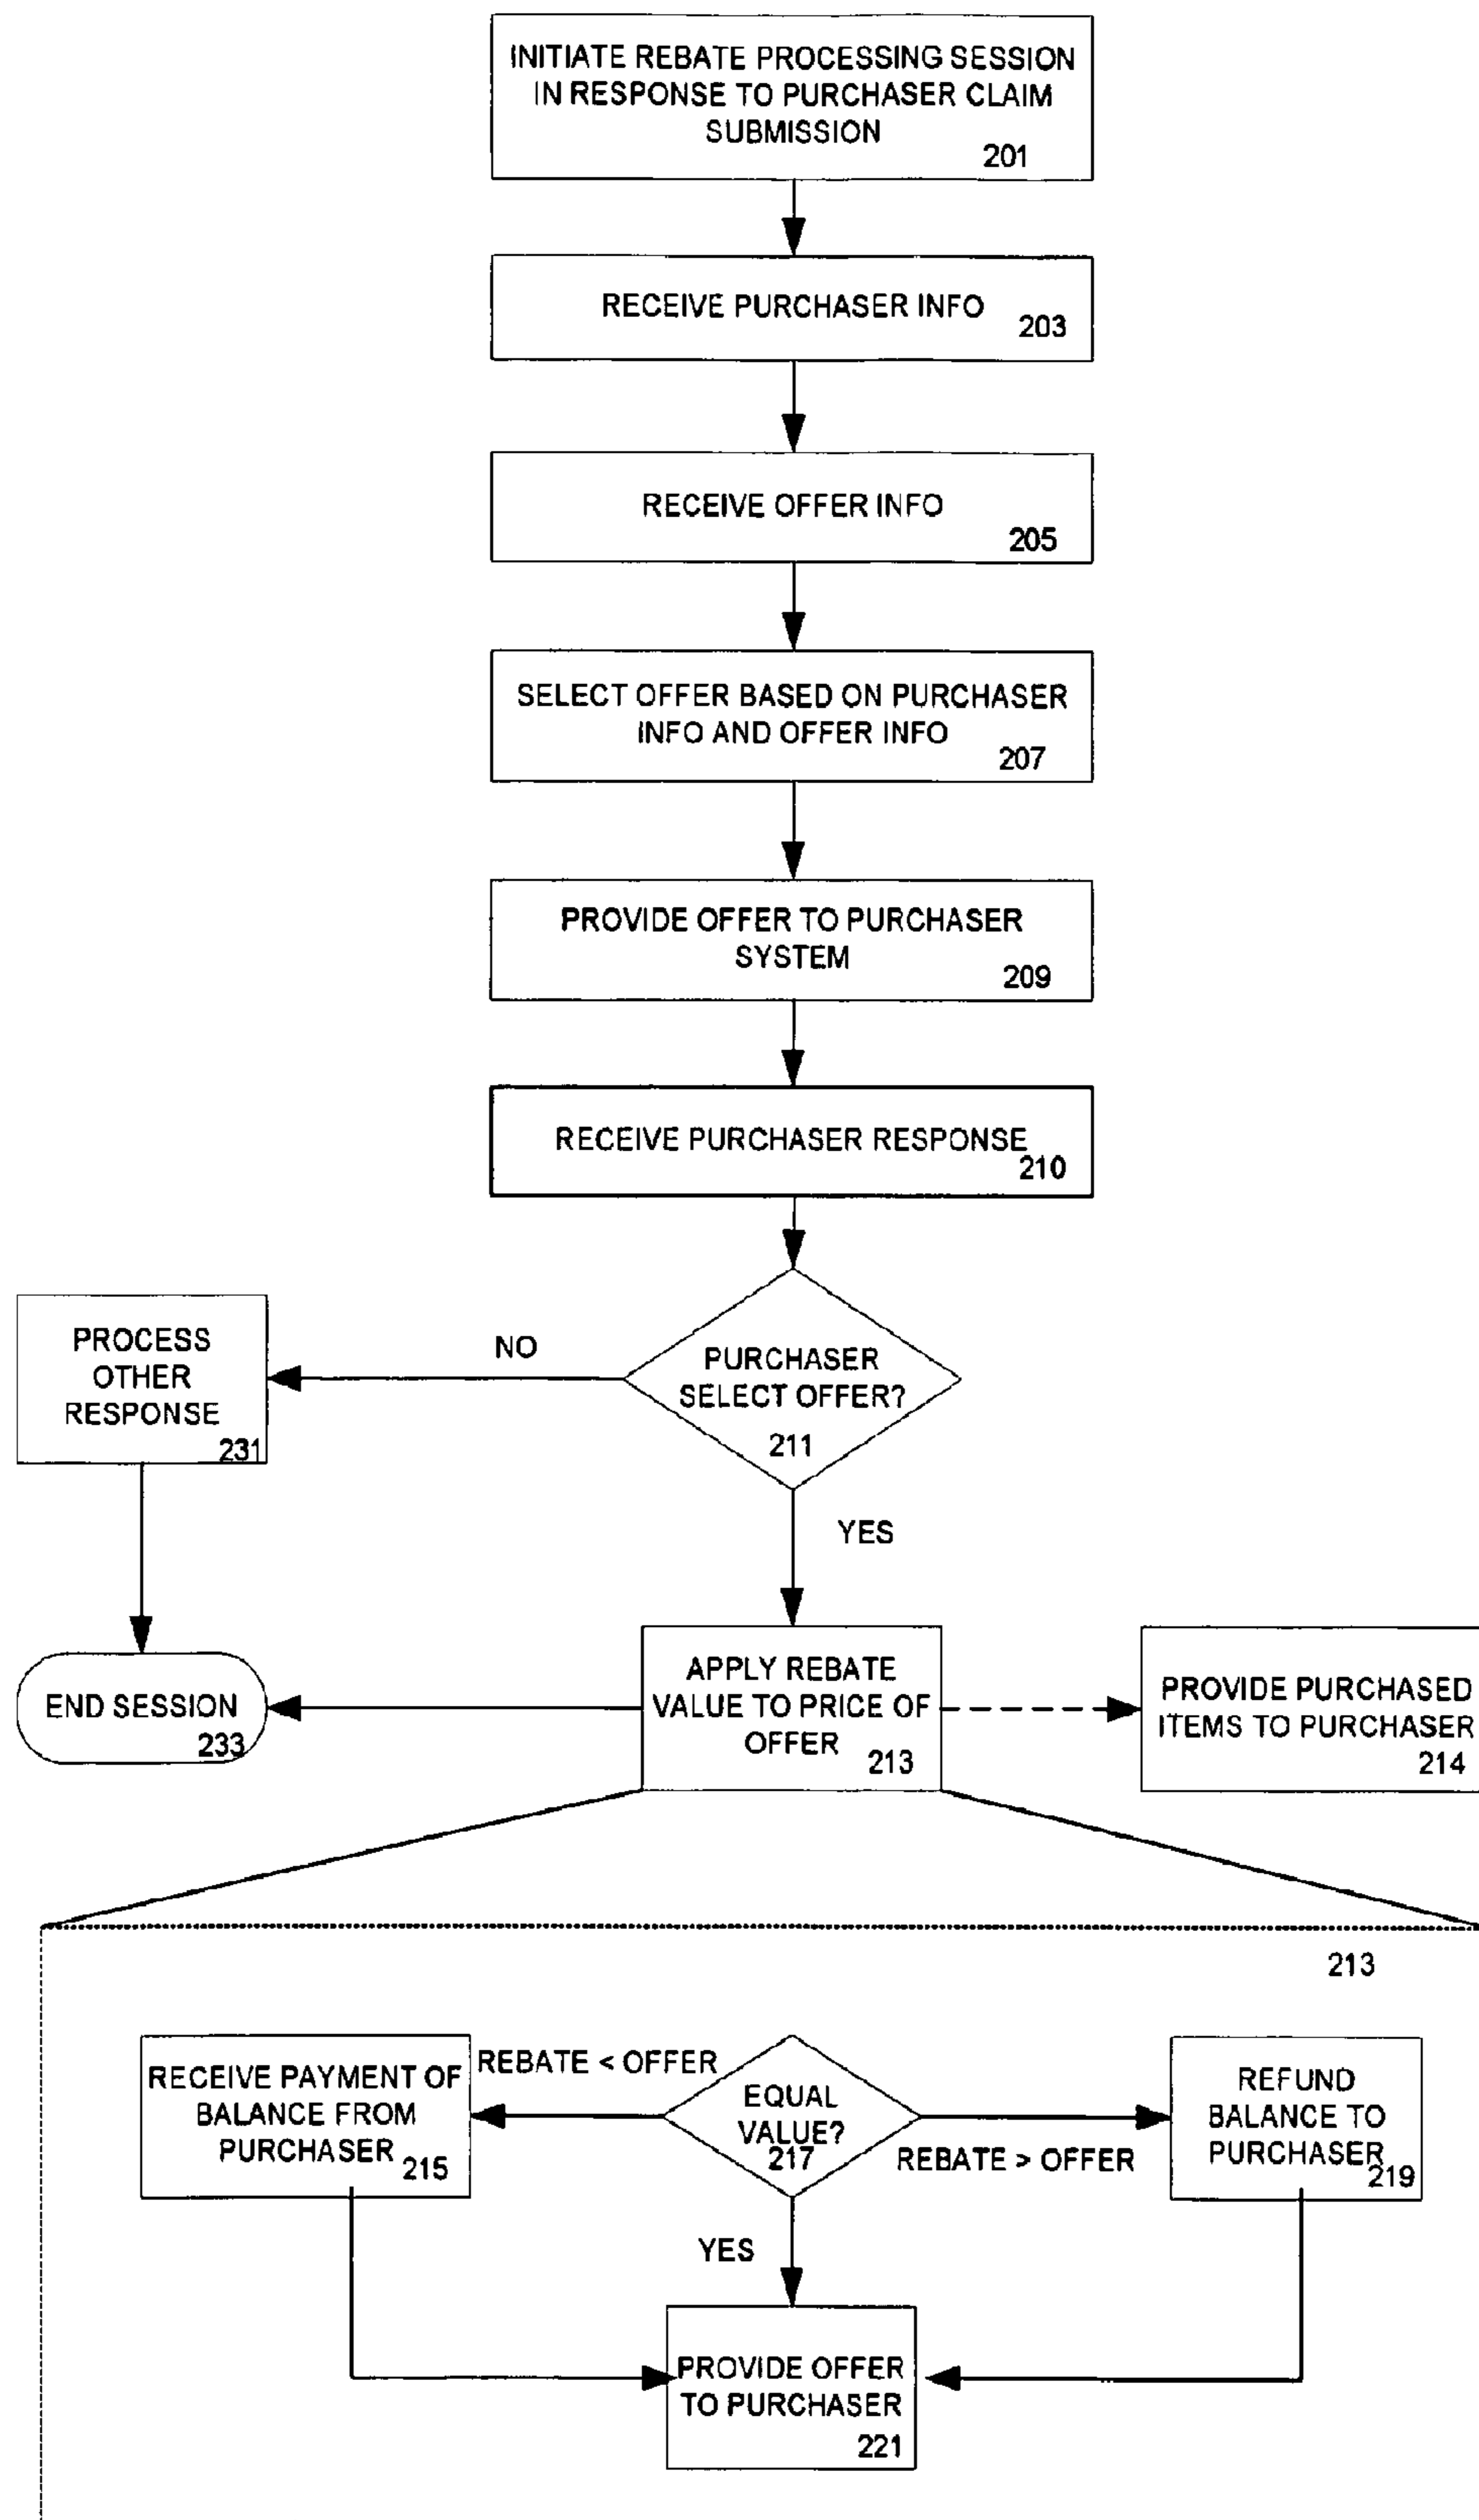 INITIATE REBATE PROCESSING SESSION
IN RESPONSE TO PURCHASER CLAIM
SUBMISSION
201
RECEIVE PURCHASER INFO
203
RECEIVE OFFER INFO
205
SELECT OFFER BASED ON PURCHASER
INFO AND OFFER INFO
207
PROVIDE OFFER TO PURCHASER
SYSTEM
209
RECEIVE PURCHASER RESPONSE
210
PURCHASER
SELECT OFFER?
211
NO
PROCESS
OTHER
RESPONSE
231
YES
END SESSION
233
APPLY REBATE
VALUE TO PRICE OF
OFFER
213
PROVIDE PURCHASED
ITEMS TO PURCHASER
214
213
RECEIVE PAYMENT OF
BALANCE FROM
PURCHASER
215
REBATE < OFFER
EQUAL
VALUE?
217
REBATE > OFFER
REFUND
BALANCE TO
PURCHASER
219
YES
PROVIDE OFFER
TO PURCHASER
221